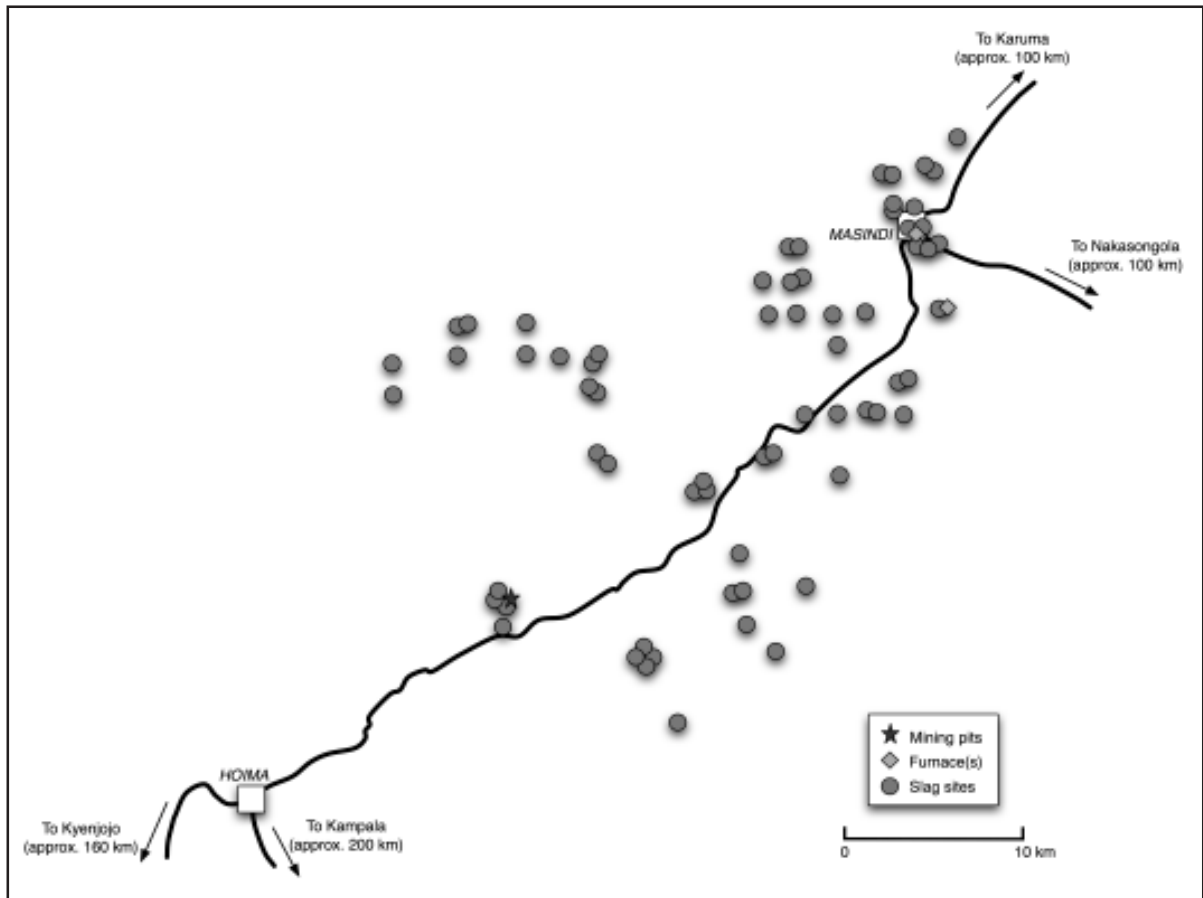 To Karuma
(approx. 100 km)
MASINDI
To Nakasongola
(approx. 100 km)
Mining pits
Furnace(s)
Slag sites
HOIMA
To Kyenjojo
(approx. 160 km)
To Kampala
(approx. 200 km)
0
10 km